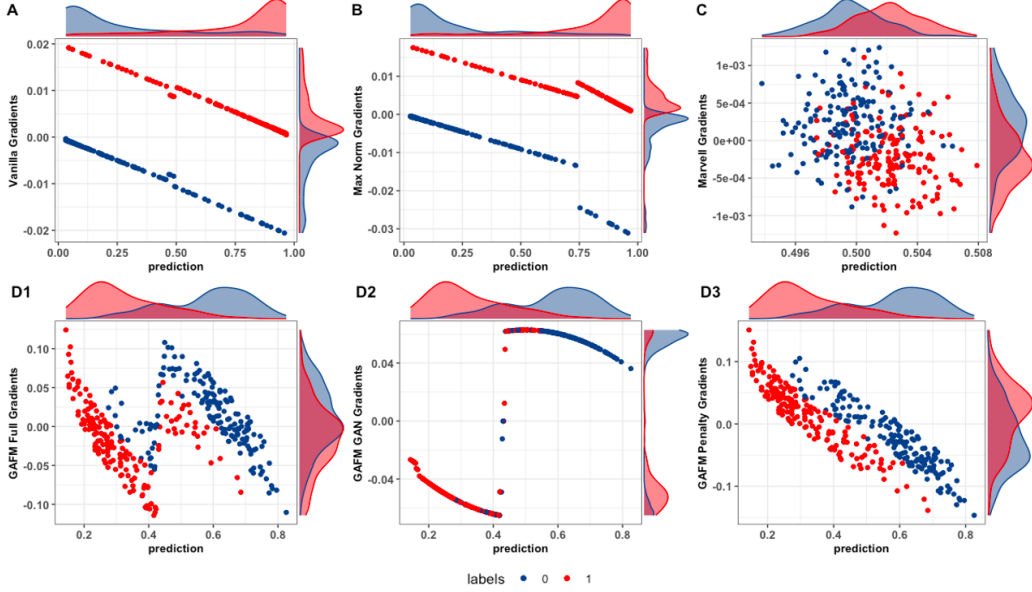 A
B
C
Vanilla Gradients
0.02
0.01
0.00
-0.01
-0.02
0.00
0.25
0.50
0.75
1.00
prediction
Max Norm Gradients
0.01
0.00
-0.01
-0.02
-0.03
0.00
0.25
0.50
0.75
1.00
prediction
Marvell Gradients
1e-03
5e-04
0e+00
-5e-04
-1e-03
0.496
0.500
0.504
0.508
prediction
D1
D2
D3
GAFM Full Gradients
0.10
0.05
0.00
-0.05
-0.10
0.2
0.4
0.6
0.8
prediction
GAFM GAN Gradients
0.04
0.00
-0.04
0.2
0.4
0.6
0.8
prediction
GAFM Penalty Gradients
0.1
0.0
-0.1
0.2
0.4
0.6
0.8
prediction
labels 0 1